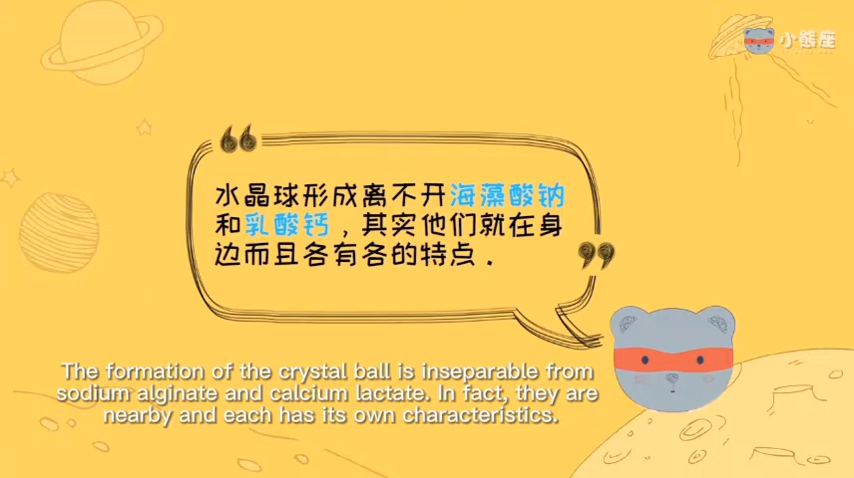 小熊座
水晶球形成离不开海藻酸钠
和乳酸钙，其实他们就在身
边而且各有各的特点．
The formation of the crystal ball is inseparable from
sodium alginate and calcium lactate. In fact, they are
nearby and each has its own characteristics.